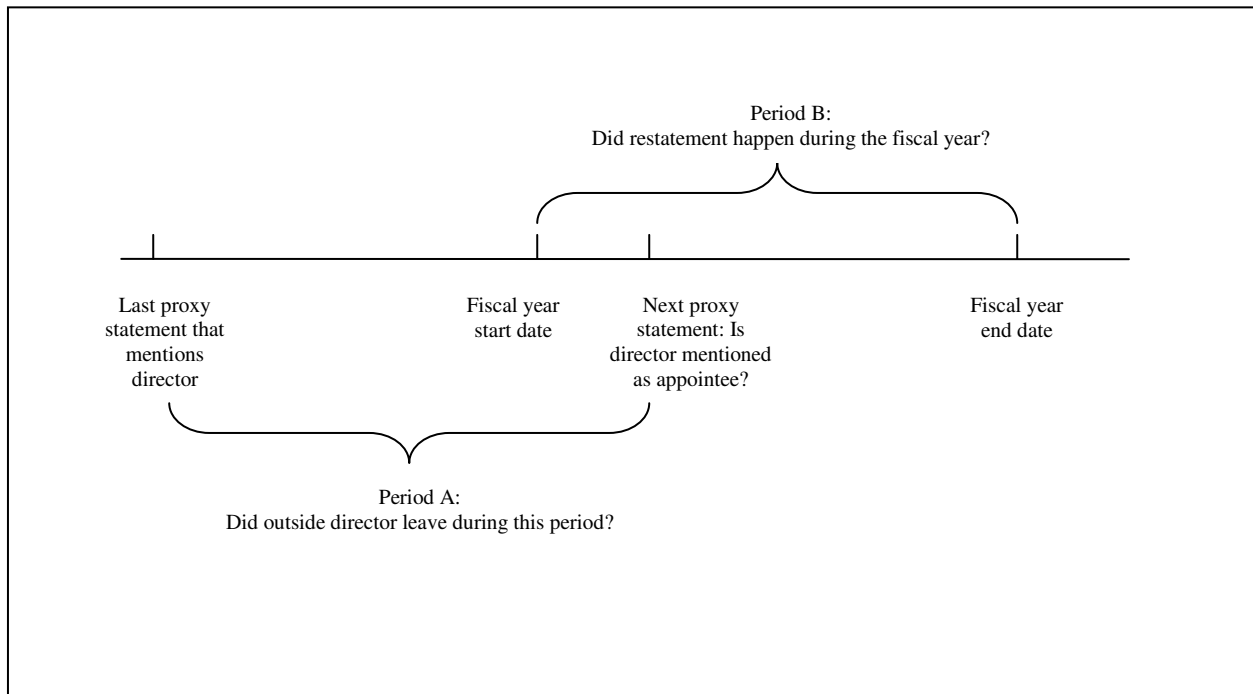 Period B:
Did restatement happen during the fiscal year?
Last proxy
statement that
mentions
director
Fiscal year
start date
Next proxy
statement: Is
director mentioned
as appointee?
Fiscal year
end date
Period A:
Did outside director leave during this period?